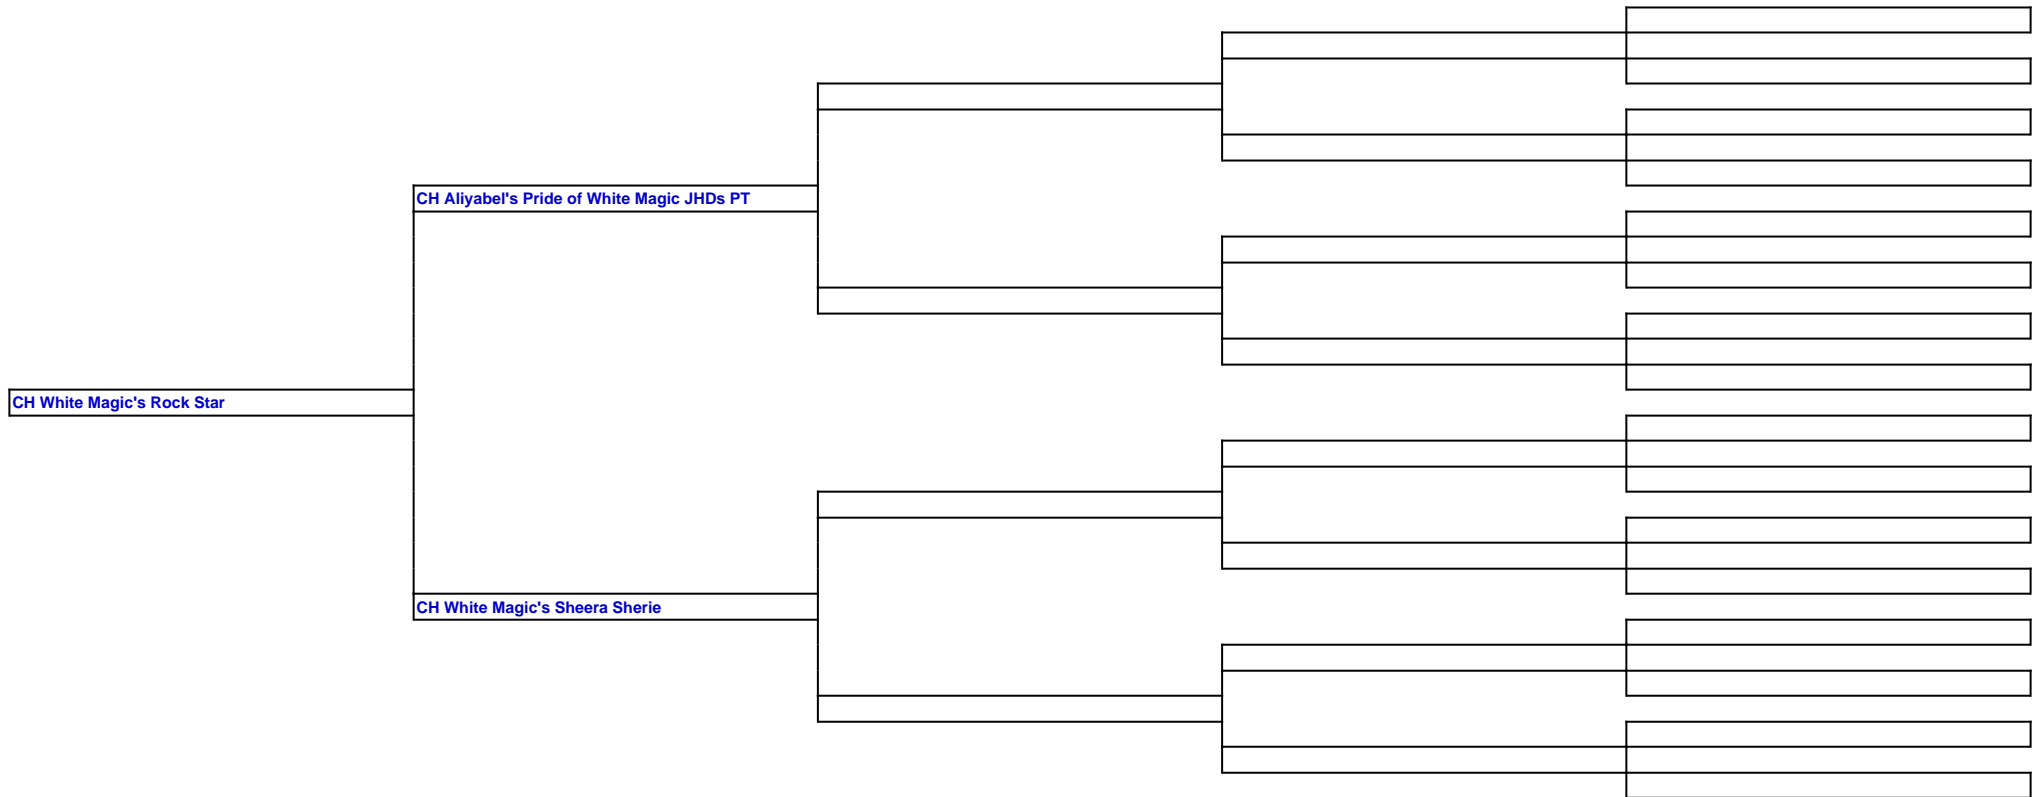 CH Aliyabel's Pride of White Magic JHDs PT
CH White Magic's Rock Star
CH White Magic's Sheera Sherie